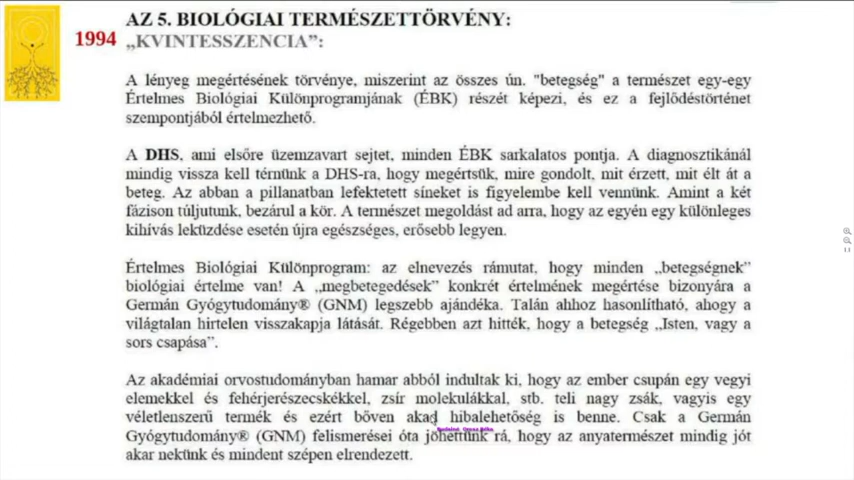 AZ 5. BIOLÓGIAI TERMÉSZETTÖRVÉNY:
1994 „KVINTESSZENCIA”:
A lényeg megértésének törvénye, miszerint az összes ún. "betegség" a természet egy-egy
Értelmes Biológiai Különprogramjának (ÉBK) részét képezi, és ez a fejlődéstörténet
szempontjából értelmezhető.
A DHS, ami elsőre üzemzavart sejtet, minden ÉBK sarkalatos pontja. A diagnosztikánál
mindig vissza kell térnünk a DHS-ra, hogy megértsük, mire gondolt, mit érzett, mit élt át a
beteg. Az abban a pillanatban lefektetett síneket is figyelembe kell vennünk. Amint a két
fázison túljutunk, bezárul a kör. A természet megoldást ad arra, hogy az egyén egy különleges
kihívás leküzdése esetén újra egészséges, erősebb legyen.
Értelmes Biológiai Különprogram: az elnevezés rámutat, hogy minden „betegségnek”
biológiai értelme van! A „megbetegedések” konkrét értelmének megértése bizonyára a
Germán Gyógytudomány® (GNM) legszebb ajándéka. Talán ahhoz hasonlítható, ahogy a
világtalan hirtelen visszakapja látását. Régebben azt hitték, hogy a betegség „Isten, vagy a
sors csapása”.
Az akadémiai orvostudományban hamar abból indultak ki, hogy az ember csupán egy vegyi
elemekkel és fehérjerészecskékkel, zsír molekulákkal, stb. teli nagy zsák, vagyis egy
véletlenszerű termék és ezért bőven akad hibalehetőség is benne. Csak a Germán
Gyógytudomány® (GNM) felismerései óta jöhettünk rá, hogy az anyatermészet mindig jót
akar nekünk és mindent szépen elrendezett.